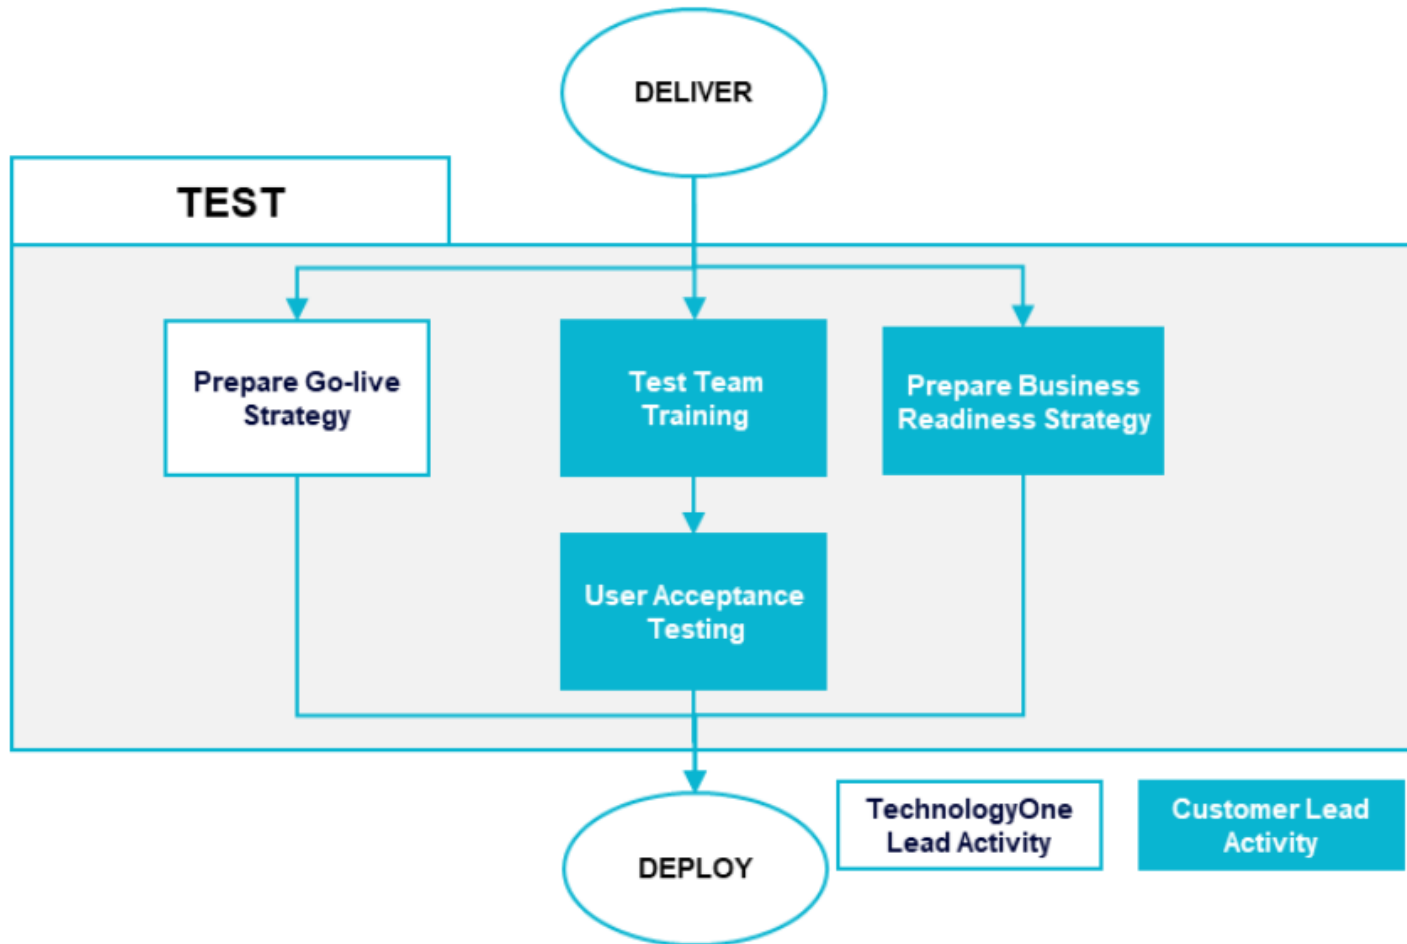 DELIVER
TEST
Prepare Go-live
Strategy
Test Team
Training
Prepare Business
Readiness Strategy
User Acceptance
Testing
TechnologyOne
Lead Activity
Customer Lead
Activity
DEPLOY